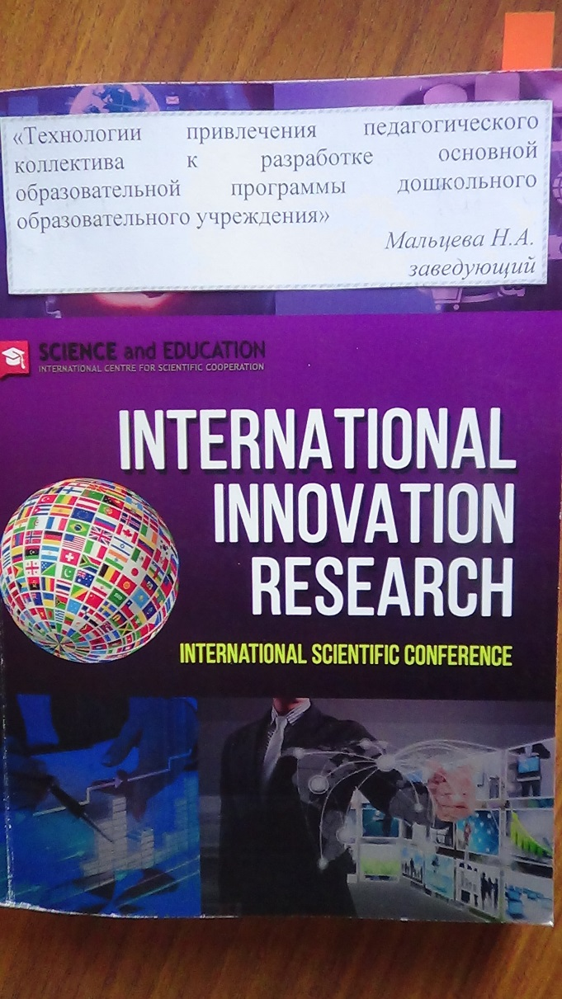 «Технологии привлечения педагогического
коллектива к разработке основной
образовательной программы дошкольного
образовательного учреждения»
Мальцева Н.А.
заведующий
SCIENCE and EDUCATION
INTERNATIONAL CENTRE FOR SCIENTIFIC COOPERATION
INTERNATIONAL
INNOVATION
RESEARCH
INTERNATIONAL SCIENTIFIC CONFERENCE